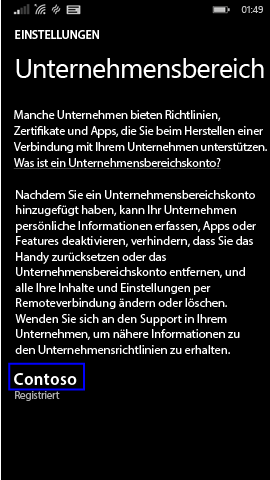 01:49
EINSTELLUNGEN
Unternehmensbereich
Manche Unternehmen bieten Richtlinien,
Zertifikate und Apps, die Sie beim Herstellen einer
Verbindung mit Ihrem Unternehmen unterstützen.
Was ist ein Unternehmensbereichskonto?
Nachdem Sie ein Unternehmensbereichskonto
hinzugefügt haben, kann Ihr Unternehmen
persönliche Informationen erfassen, Apps oder
Features deaktivieren, verhindern, dass Sie das
Handy zurücksetzen oder das
Unternehmensbereichskonto entfernen, und
alle Ihre Inhalte und Einstellungen per
Remoteverbindung ändern oder löschen.
Wenden Sie sich an den Support in Ihrem
Unternehmen, um nähere Informationen zu
den Unternehmensrichtlinien zu erhalten.
Contoso
Registriert